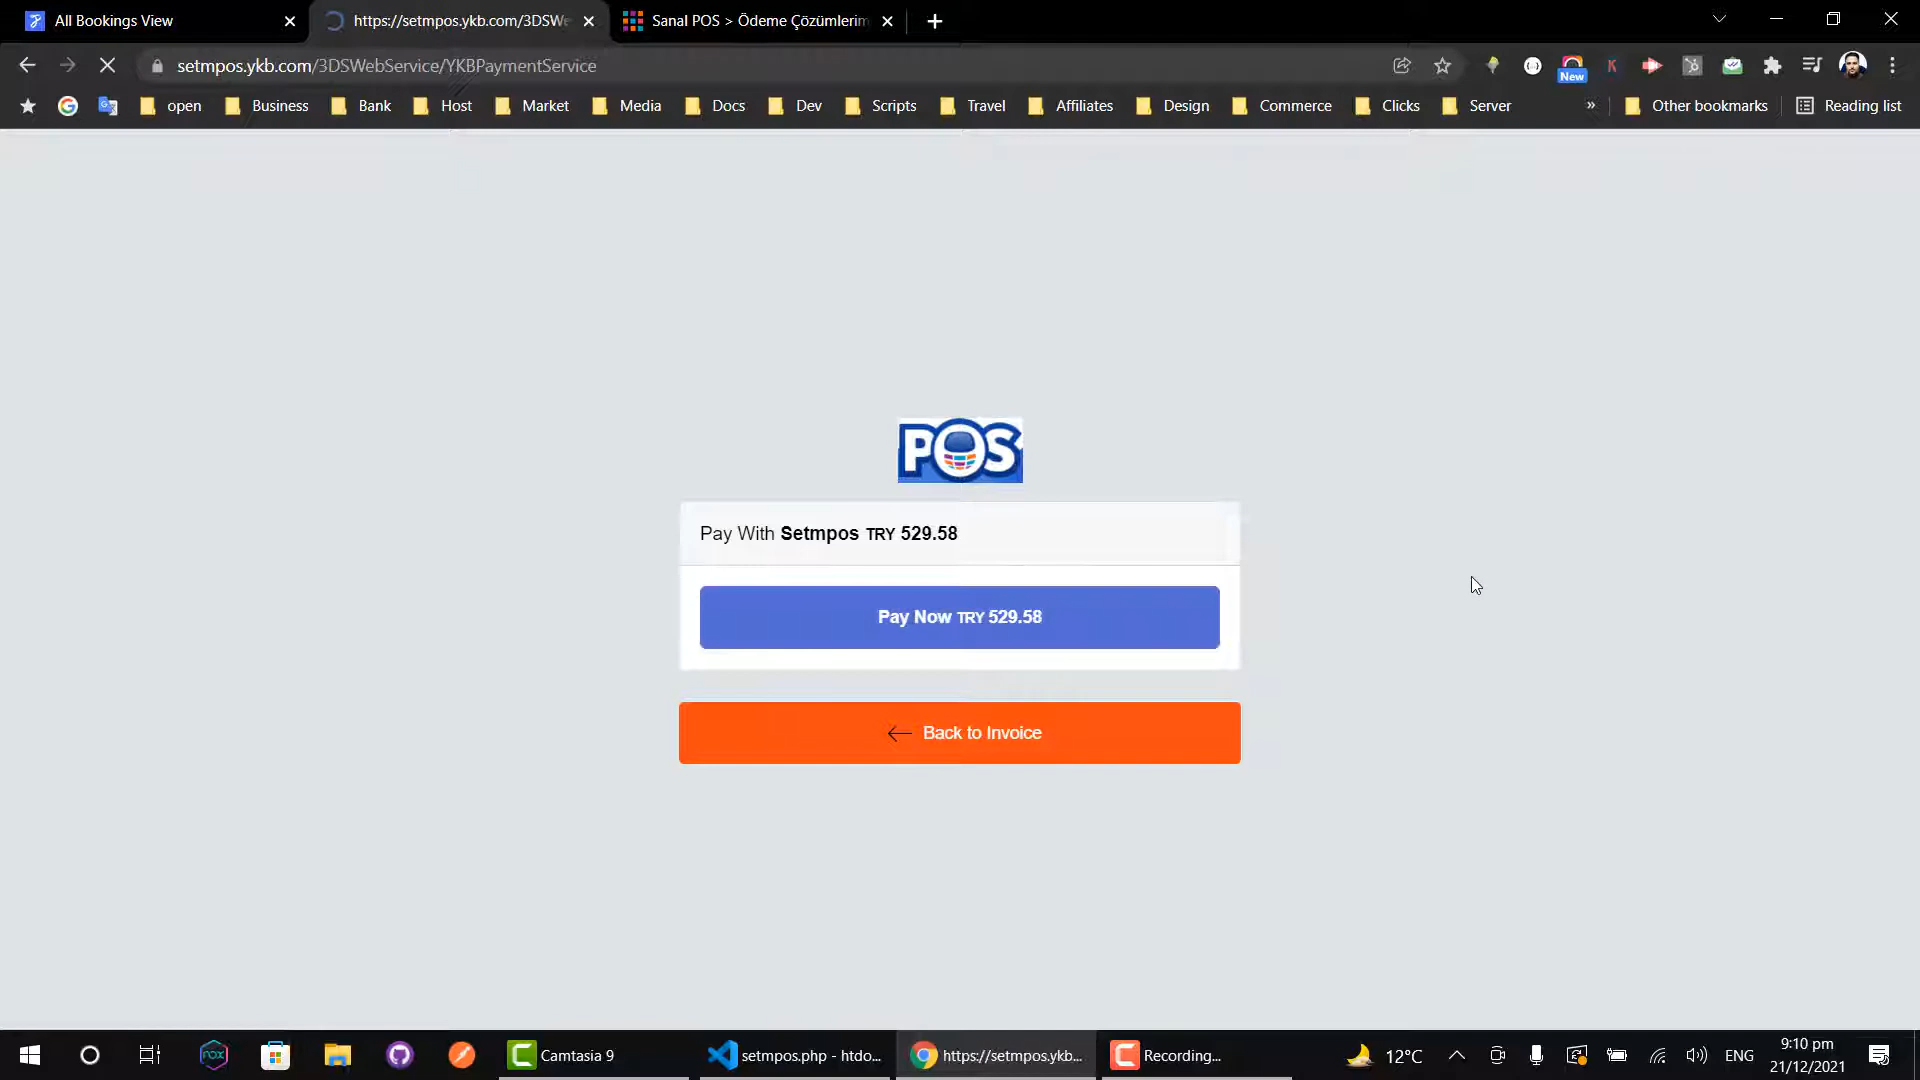 All Bookings View
https://setmpos.ykb.com/3DSWe
Sanal POS > Ödeme Çözümlerim
setmpos.ykb.com/3DSWebService/YKBPaymentService
New
K
open
Business
Bank
Host
Market
Media
Docs
Dev
Scripts
Travel
Affiliates
Design
Commerce
Clicks
Server
»
Other bookmarks
Reading list
POS
Pay With Setmpos TRY 529.58
Pay Now TRY 529.58
Back to Invoice
nox
Camtasia 9
setmpos.php - htdo...
https://setmpos.ykb...
Recording...
12°C
ENG
9:10 pm
21/12/2021